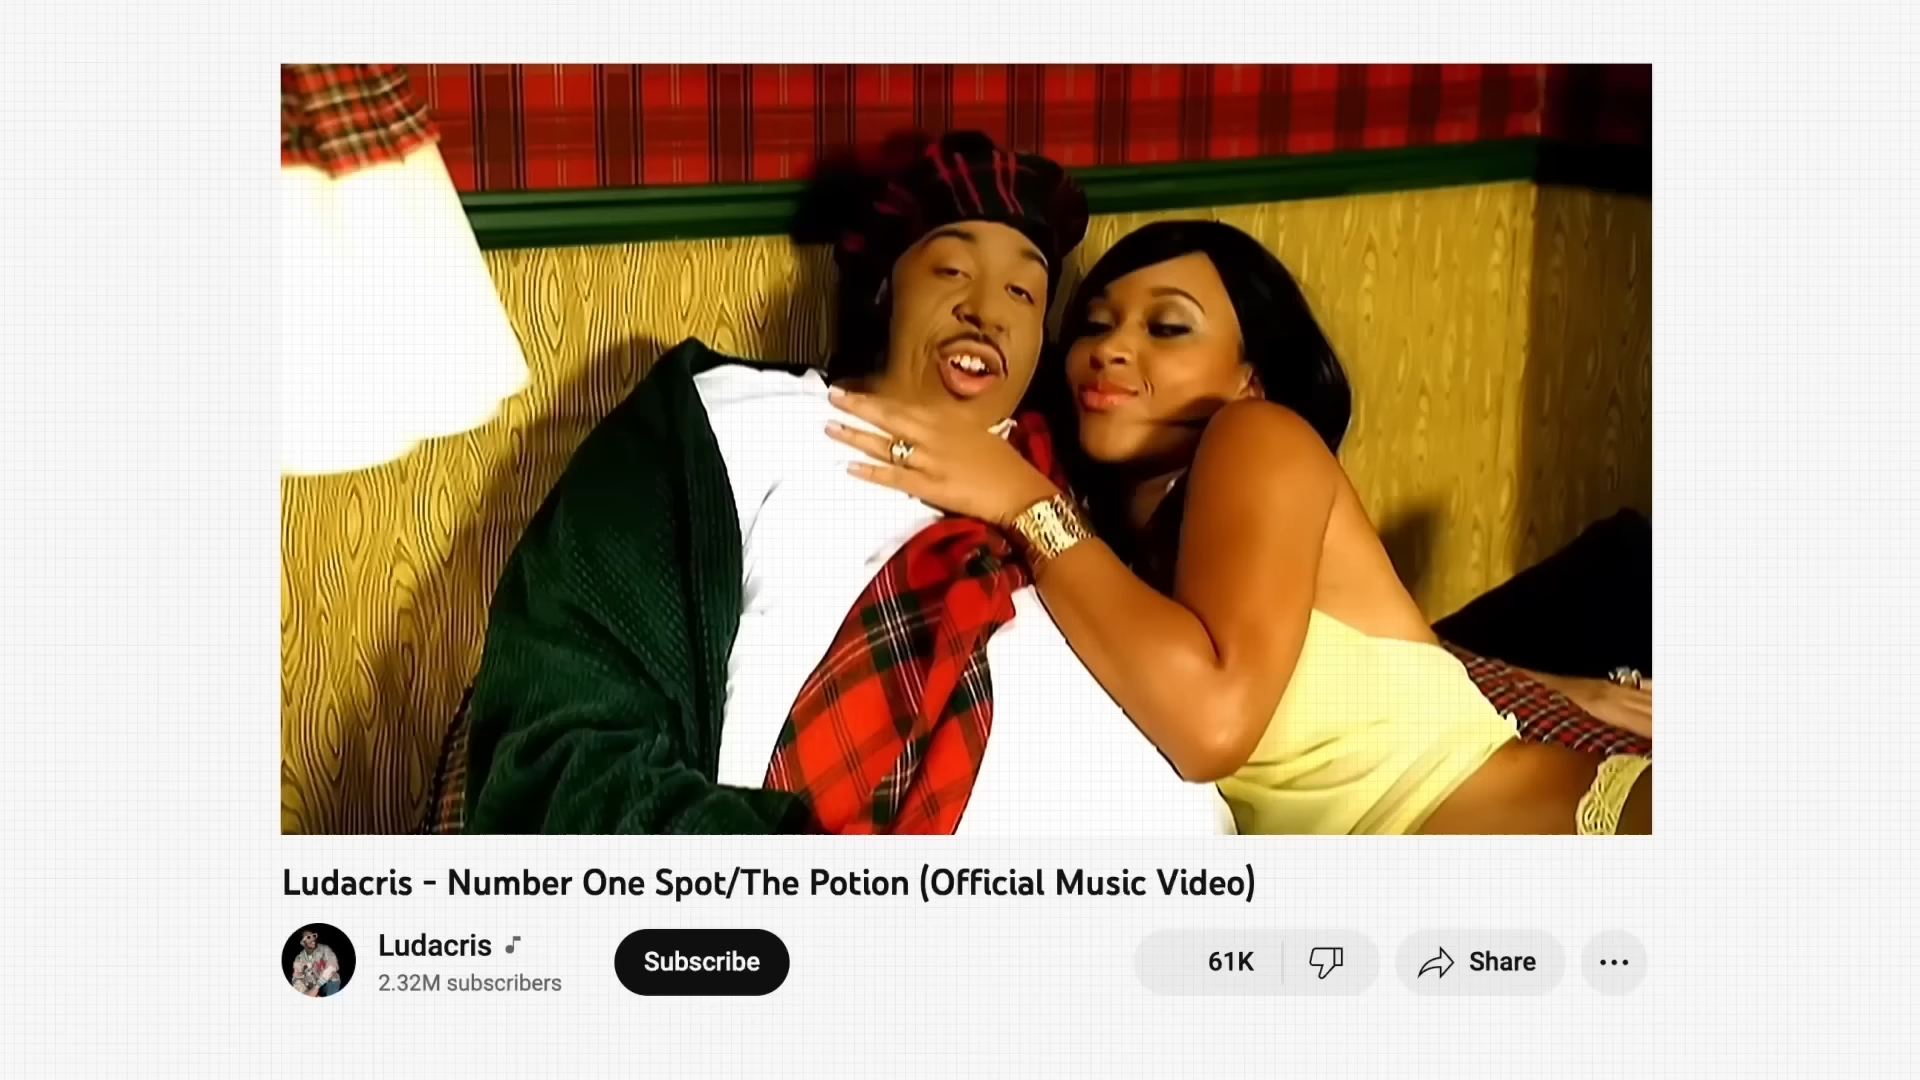 Ludacris - Number One Spot/The Potion (Official Music Video)
Ludacris
2.32M subscribers
Subscribe
61K
Share